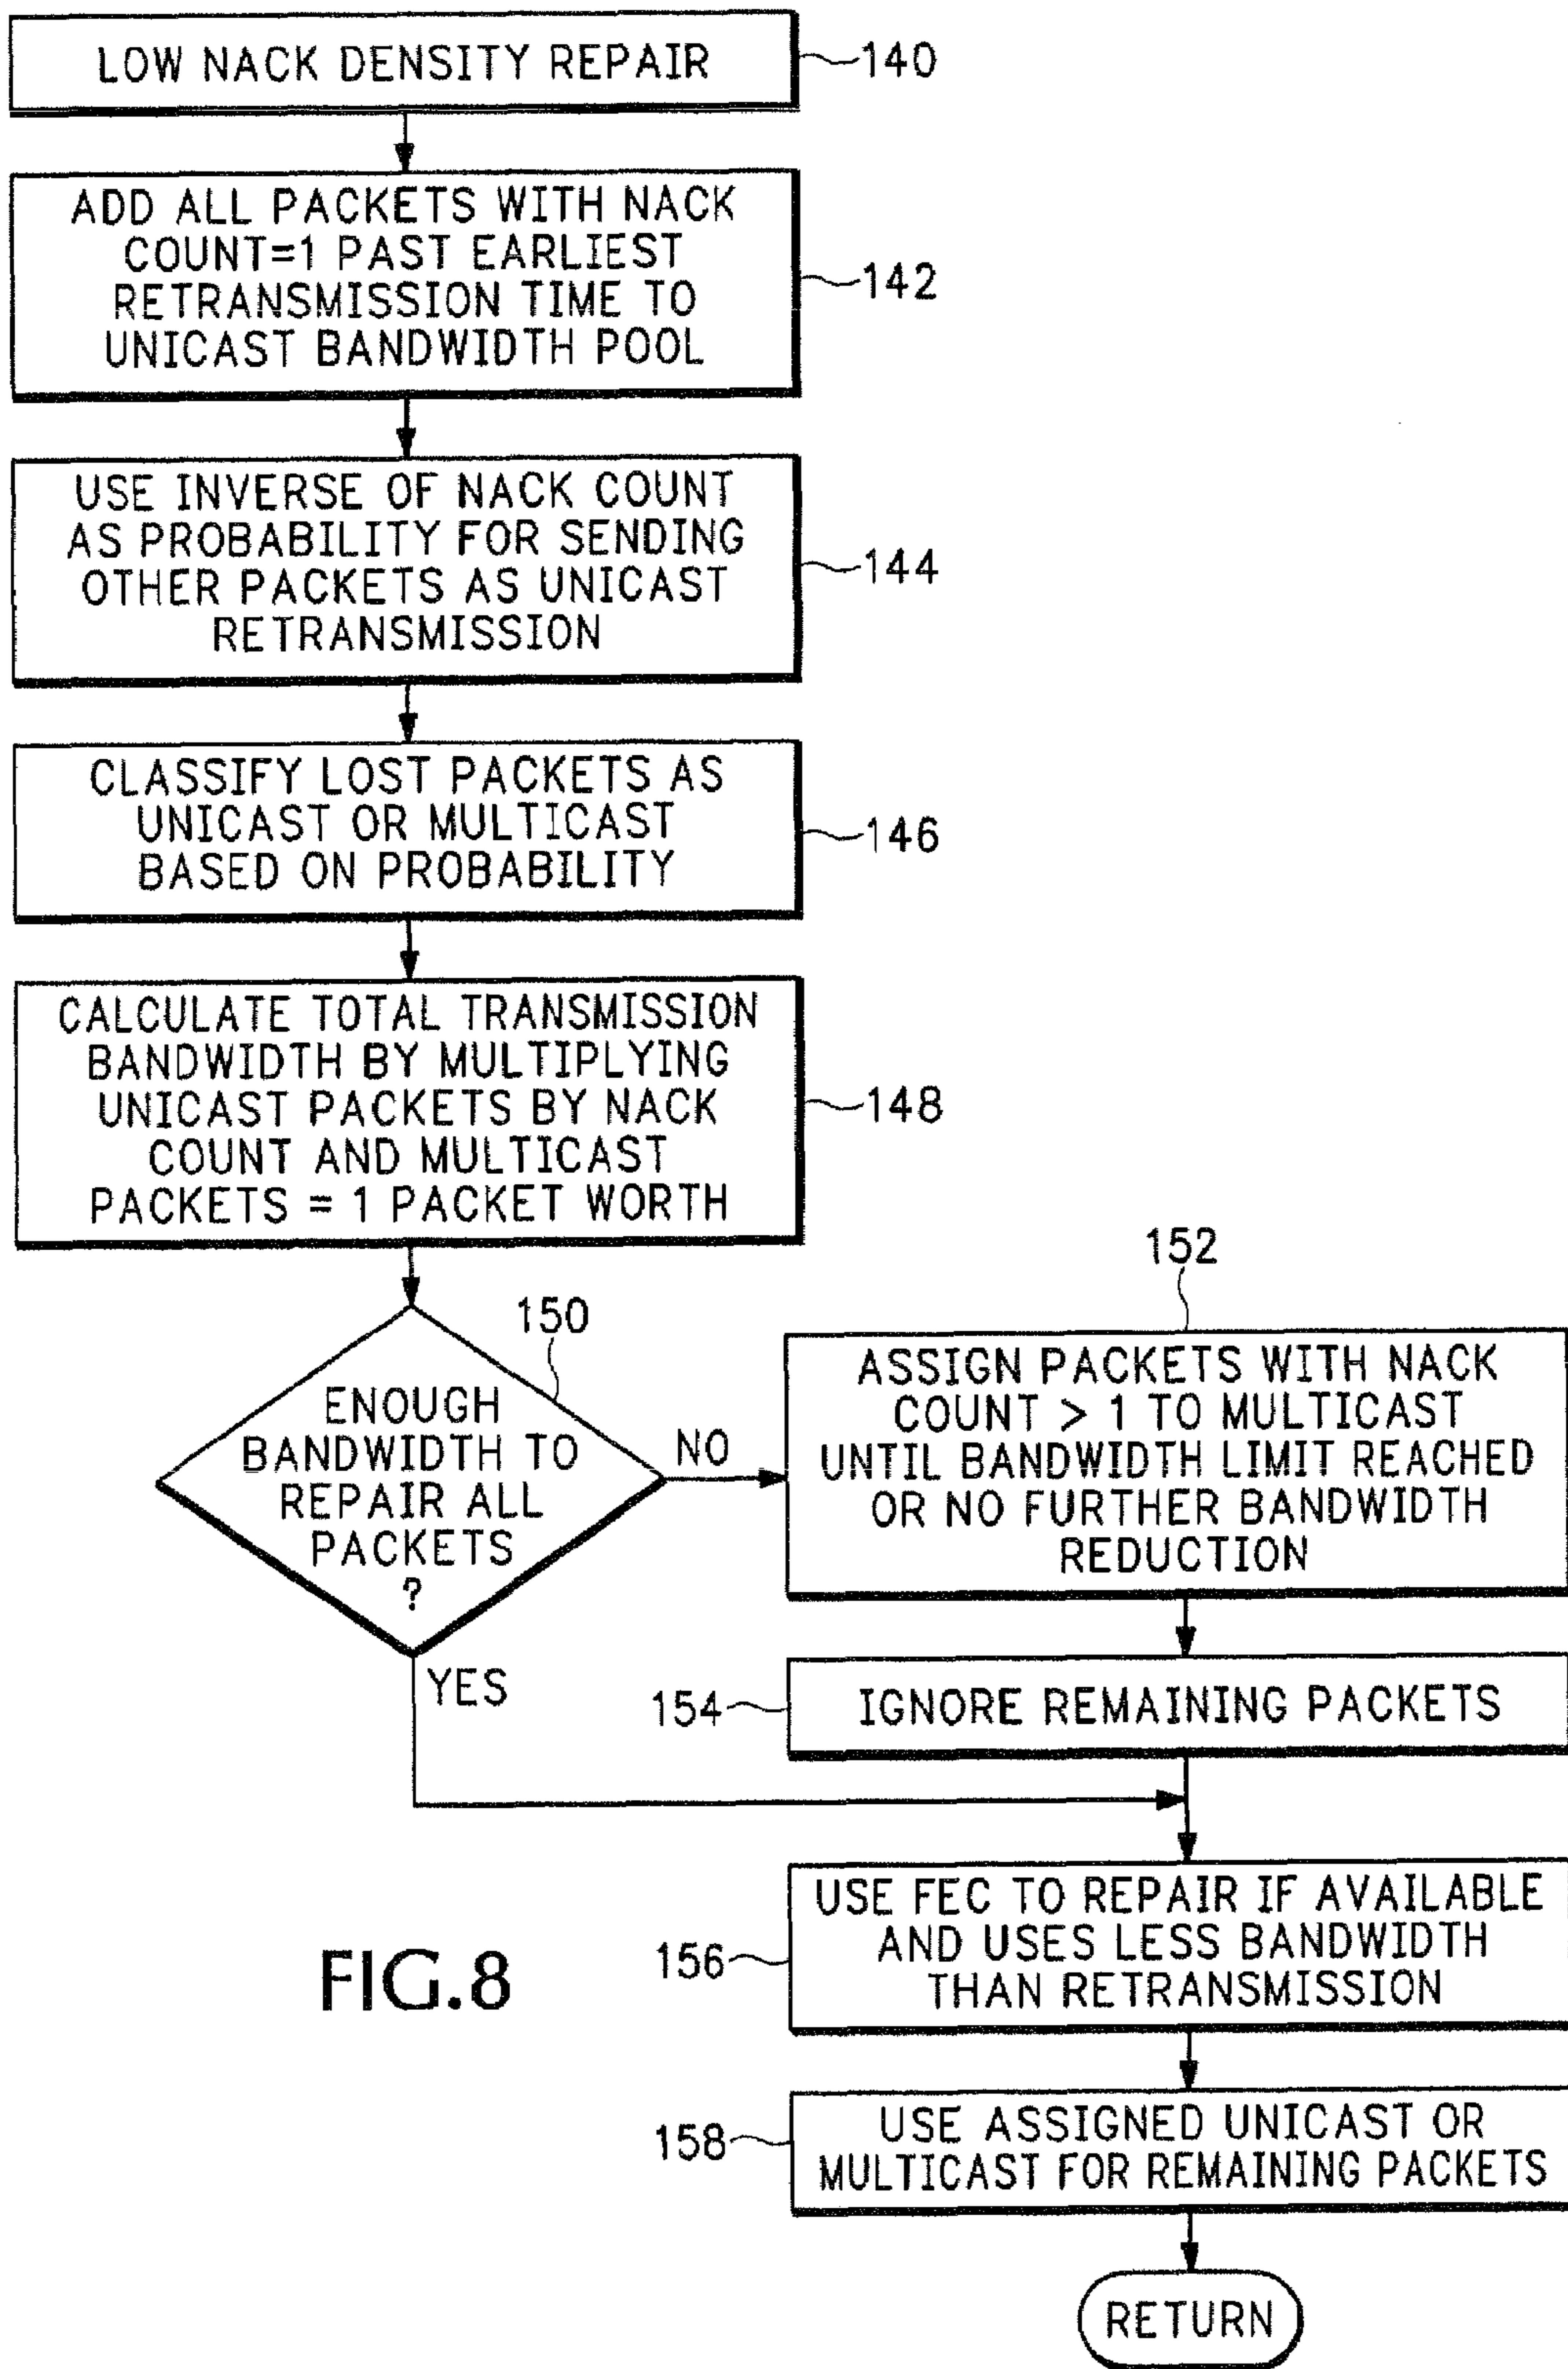 LOW NACK DENSITY REPAIR
140
ADD ALL PACKETS WITH NACK
COUNT=1 PAST EARLIEST
RETRANSMISSION TIME TO
UNICAST BANDWIDTH POOL
142
USE INVERSE OF NACK COUNT
AS PROBABILITY FOR SENDING
OTHER PACKETS AS UNICAST
RETRANSMISSION
144
CLASSIFY LOST PACKETS AS
UNICAST OR MULTICAST
BASED ON PROBABILITY
146
CALCULATE TOTAL TRANSMISSION
BANDWIDTH BY MULTIPLYING
UNICAST PACKETS BY NACK
COUNT AND MULTICAST
PACKETS = 1 PACKET WORTH
148
150
ENOUGH
BANDWIDTH TO
REPAIR ALL
PACKETS
?
NO
YES
152
ASSIGN PACKETS WITH NACK
COUNT > 1 TO MULTICAST
UNTIL BANDWIDTH LIMIT REACHED
OR NO FURTHER BANDWIDTH
REDUCTION
154
IGNORE REMAINING PACKETS
156
USE FEC TO REPAIR IF AVAILABLE
AND USES LESS BANDWIDTH
THAN RETRANSMISSION
FIG.8
158
USE ASSIGNED UNICAST OR
MULTICAST FOR REMAINING PACKETS
RETURN